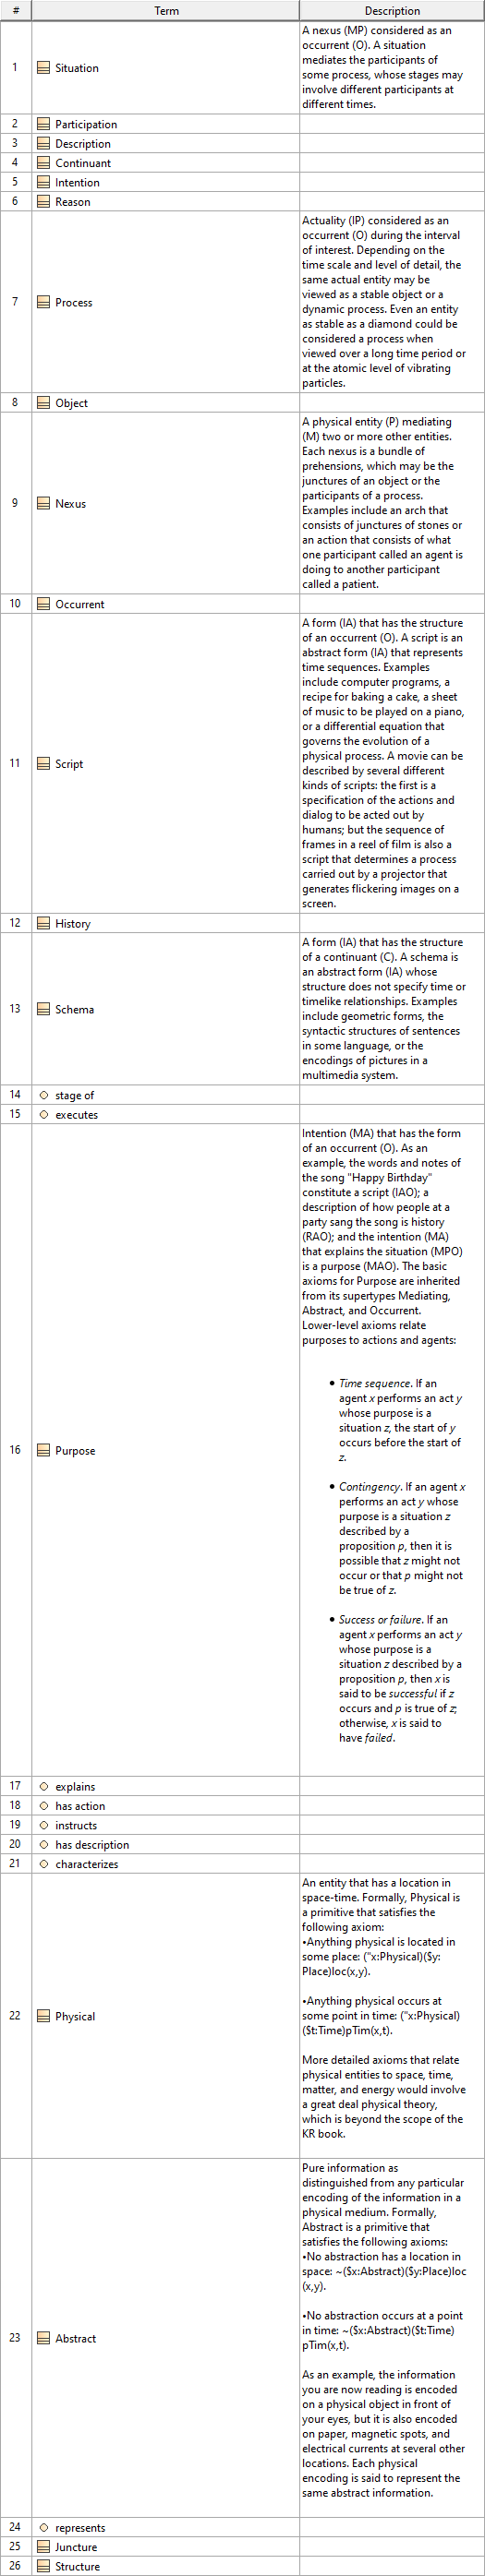 # Term Description
1 Situation
A nexus (MP) considered as an
occurrent (O). A situation
mediates the participants of
some process, whose stages may
involve different participants at
different times.
2 Participation
3 Description
4 Continuant
5 Intention
6 Reason
7 Process
Actuality (IP) considered as an
occurrent (O) during the interval
of interest. Depending on the
time scale and level of detail, the
same actual entity may be
viewed as a stable object or a
dynamic process. Even an entity
as stable as a diamond could be
considered a process when
viewed over a long time period or
at the atomic level of vibrating
particles.
8 Object
9 Nexus
A physical entity (P) mediating
(M) two or more other entities.
Each nexus is a bundle of
prehensions, which may be the
junctures of an object or the
participants of a process.
Examples include an arch that
consists of junctures of stones or
an action that consists of what
one participant called an agent is
doing to another participant
called a patient.
10 Occurrent
11 Script
A form (IA) that has the structure
of an occurrent (O). A script is an
abstract form (IA) that represents
time sequences. Examples
include computer programs, a
recipe for baking a cake, a sheet
of music to be played on a piano,
or a differential equation that
governs the evolution of a
physical process. A movie can be
described by several different
kinds of scripts: the first is a
specification of the actions and
dialog to be acted out by
humans; but the sequence of
frames in a reel of film is also a
script that determines a process
carried out by a projector that
generates flickering images on a
screen.
12 History
13 Schema
A form (IA) that has the structure
of a continuant (C). A schema is
an abstract form (IA) whose
structure does not specify time or
timelike relationships. Examples
include geometric forms, the
syntactic structures of sentences
in some language, or the
encodings of pictures in a
multimedia system.
14 stage of
15 executes
16 Purpose
Intention (MA) that has the form
of an occurrent (O). As an
example, the words and notes of
the song "Happy Birthday"
constitute a script (IAO); a
description of how people at a
party sang the song is history
(RAO); and the intention (MA)
that explains the situation (MPO)
is a purpose (MAO). The basic
axioms for Purpose are inherited
from its supertypes Mediating,
Abstract, and Occurrent.
Lower-level axioms relate
purposes to actions and agents:
• Time sequence. If an
agent x performs an act y
whose purpose is a
situation z, the start of y
occurs before the start of
z.
• Contingency. If an agent x
performs an act y whose
purpose is a situation z
described by a
proposition p, then it is
possible that z might not
occur or that p might not
be true of z.
• Success or failure. If an
agent x performs an act y
whose purpose is a
situation z described by a
proposition p, then x is
said to be successful if z
occurs and p is true of z;
otherwise, x is said to
have failed.
17 explains
18 has action
19 instructs
20 has description
21 characterizes
22 Physical
An entity that has a location in
space-time. Formally, Physical is
a primitive that satisfies the
following axiom:
•Anything physical is located in
some place: ("x:Physical)($y:
Place)loc(x,y).
•Anything physical occurs at
some point in time: ("x:Physical)
($t:Time)pTim(x,t).
More detailed axioms that relate
physical entities to space, time,
matter, and energy would involve
a great deal physical theory,
which is beyond the scope of the
KR book.
23 Abstract
Pure information as
distinguished from any particular
encoding of the information in a
physical medium. Formally,
Abstract is a primitive that
satisfies the following axioms:
•No abstraction has a location in
space: ~($x:Abstract)($y:Place)loc
(x,y).
•No abstraction occurs at a point
in time: ~($x:Abstract)($t:Time)
pTim(x,t).
As an example, the information
you are now reading is encoded
on a physical object in front of
your eyes, but it is also encoded
on paper, magnetic spots, and
electrical currents at several other
locations. Each physical
encoding is said to represent the
same abstract information.
24 represents
25 Juncture
26 Structure